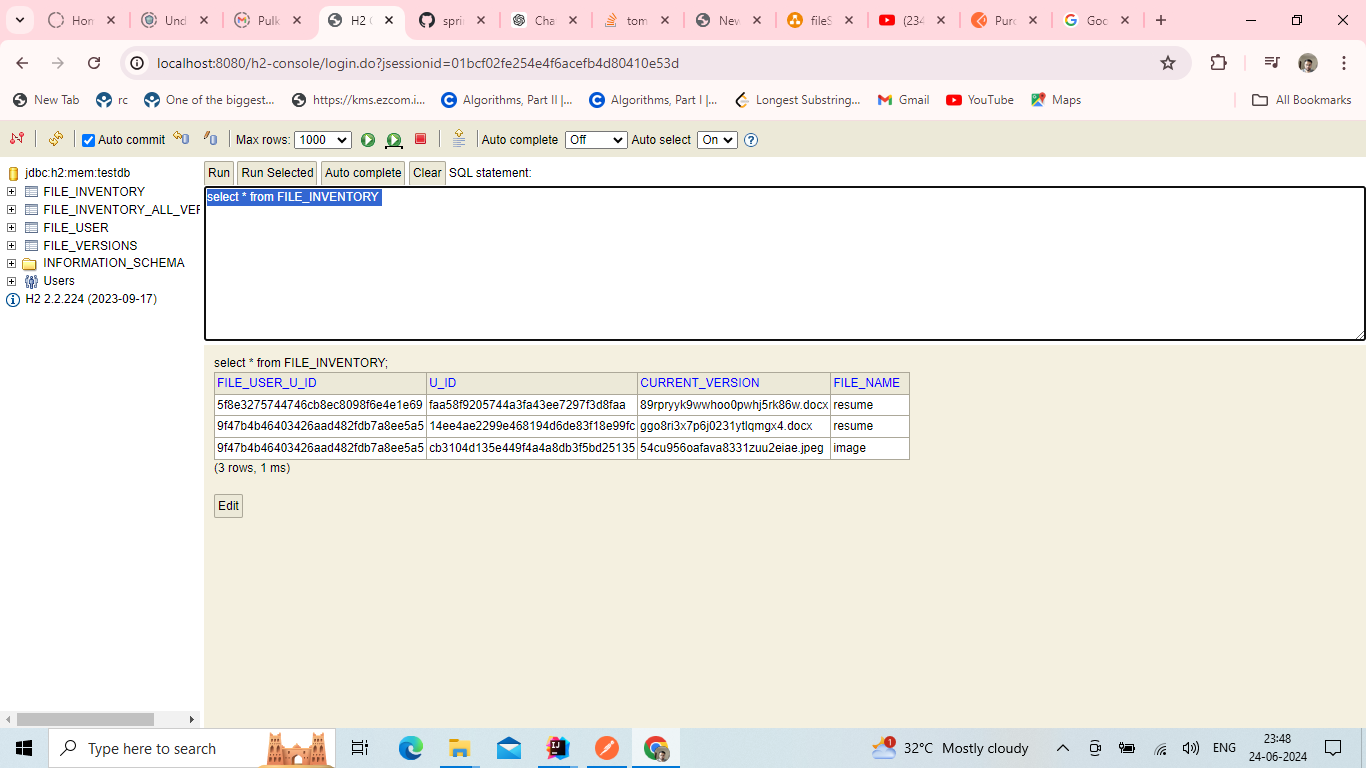 Hon
Und
Pulk
H2 (
sprin
Cha
tom
New
fileS
(234
Purc
Goo
localhost:8080/h2-console/login.do?jsessionid=01bcf02fe254e4f6acefb4d80410e53d
New Tab
rc
One of the biggest...
https://kms.ezcom.i...
Algorithms, Part II |...
Algorithms, Part I |...
Longest Substring...
Gmail
YouTube
Maps
All Bookmarks
Auto commit
Max rows: 1000
Auto complete Off
Auto select On
jdbc:h2:mem:testdb
FILE_INVENTORY
FILE_INVENTORY_ALL_VER
FILE_USER
FILE_VERSIONS
INFORMATION_SCHEMA
Users
H2 2.2.224 (2023-09-17)
Run Run Selected Auto complete Clear SQL statement:
select * from FILE_INVENTORY
select * from FILE_INVENTORY;
FILE_USER_U_ID U_ID CURRENT_VERSION FILE_NAME
5f8e3275744746cb8ec8098f6e4e1e69 faa58f9205744a3fa43ee7297f3d8faa 89rpryyk9wwhoo0pwhj5rk86w.docx resume
9f47b4b46403426aad482fdb7a8ee5a5 14ee4ae2299e468194d6de83f18e99fc ggo8ri3x7p6j0231ytlqmgx4.docx resume
9f47b4b46403426aad482fdb7a8ee5a5 cb3104d135e449f4a4a8db3f5bd25135 54cu956oafava8331zuu2eiae.jpeg image
(3 rows, 1 ms)
Edit
Type here to search
1
32°C Mostly cloudy
ENG
23:48
24-06-2024